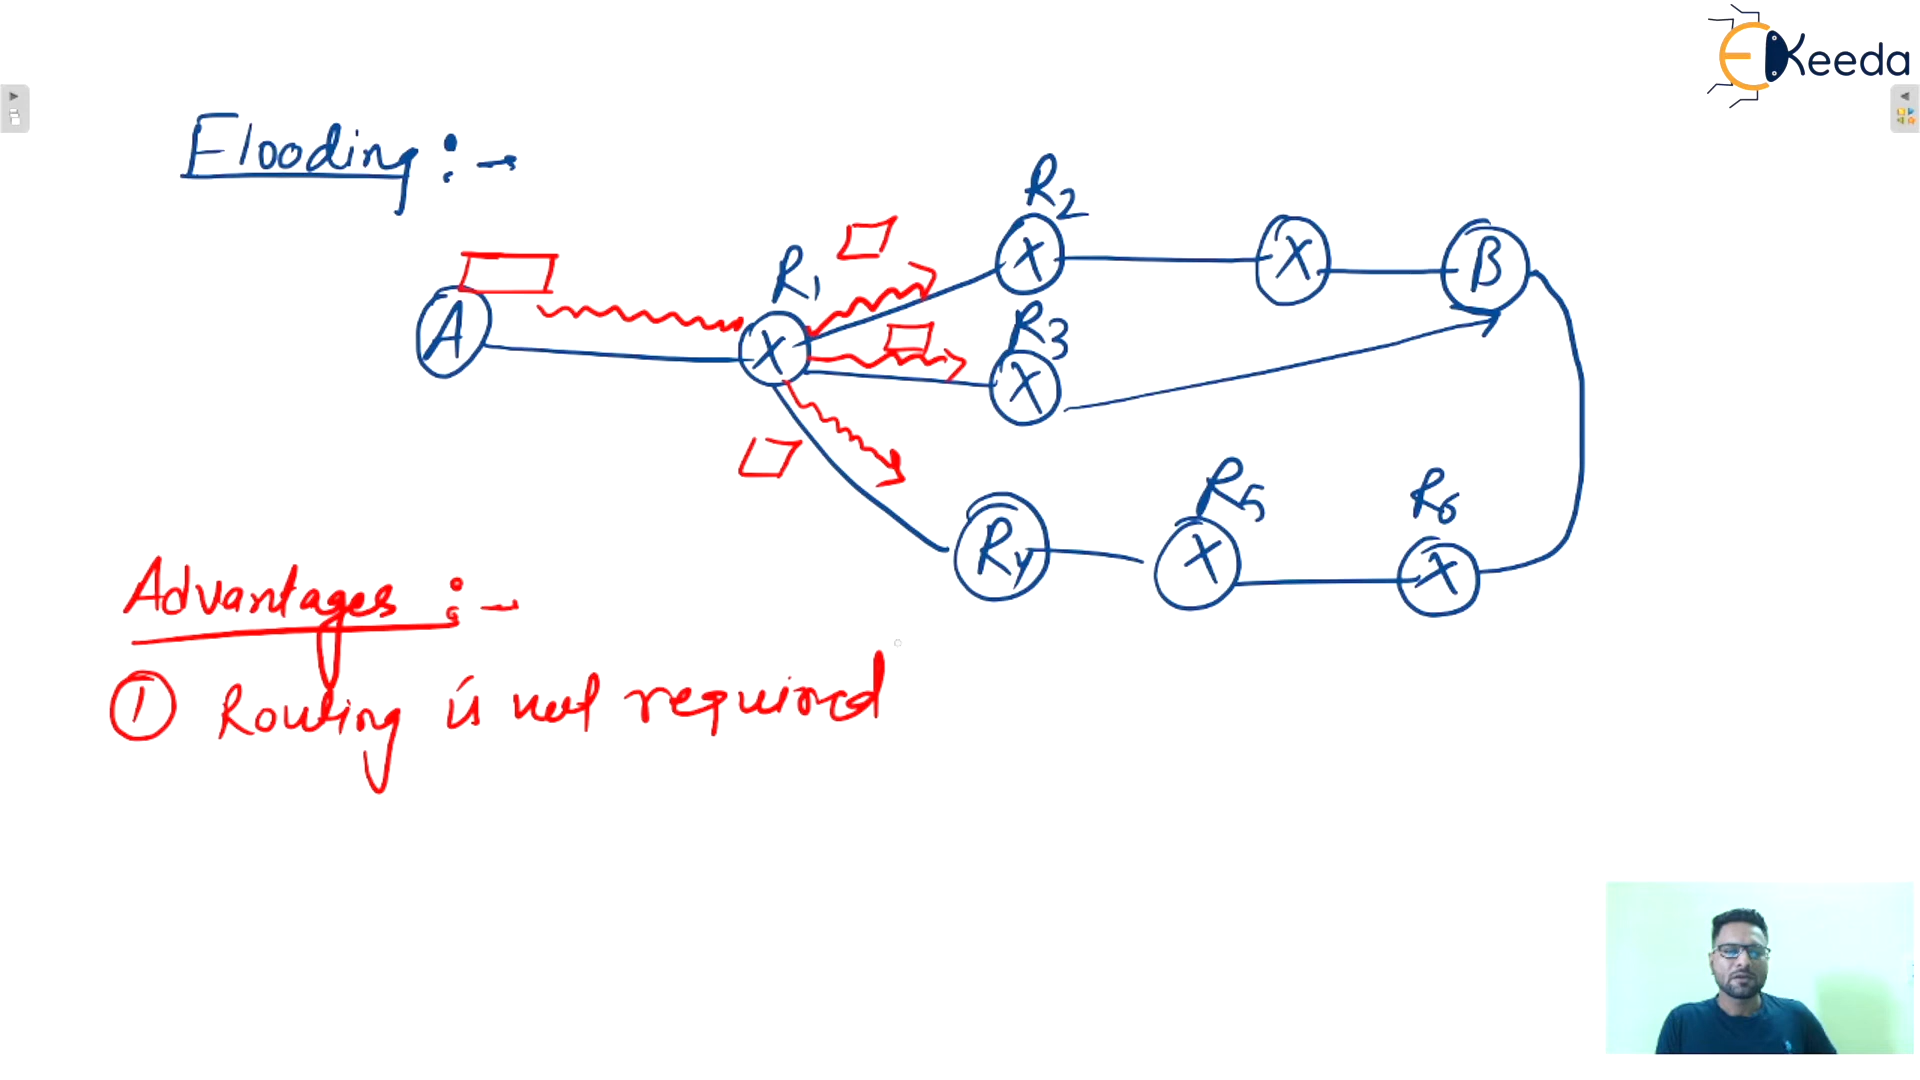 EKeeda
Flooding :-
R2
X
X
B
R1
A
X
R3
X
R5
R6
R4
X
X
Advantages :-
① Routing is not required